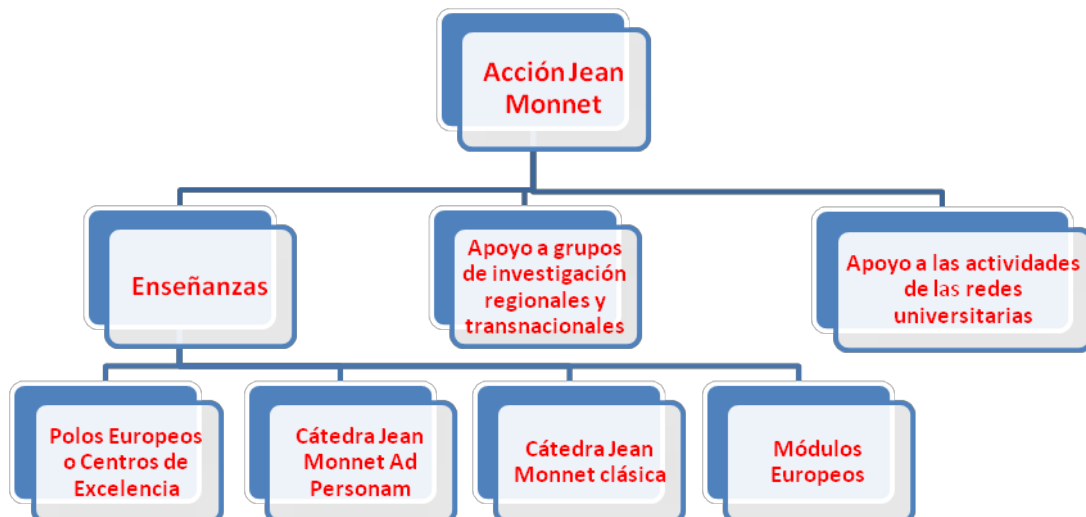 Acción Jean
Monnet
Enseñanzas
Apoyo a grupos
de investigación
regionales y
transnacionales
Apoyo a las actividades
de las redes
universitarias
Polos Europeos
o Centros de
Excelencia
Cátedra Jean
Monnet Ad
Personam
Cátedra Jean
Monnet clásica
Módulos
Europeos